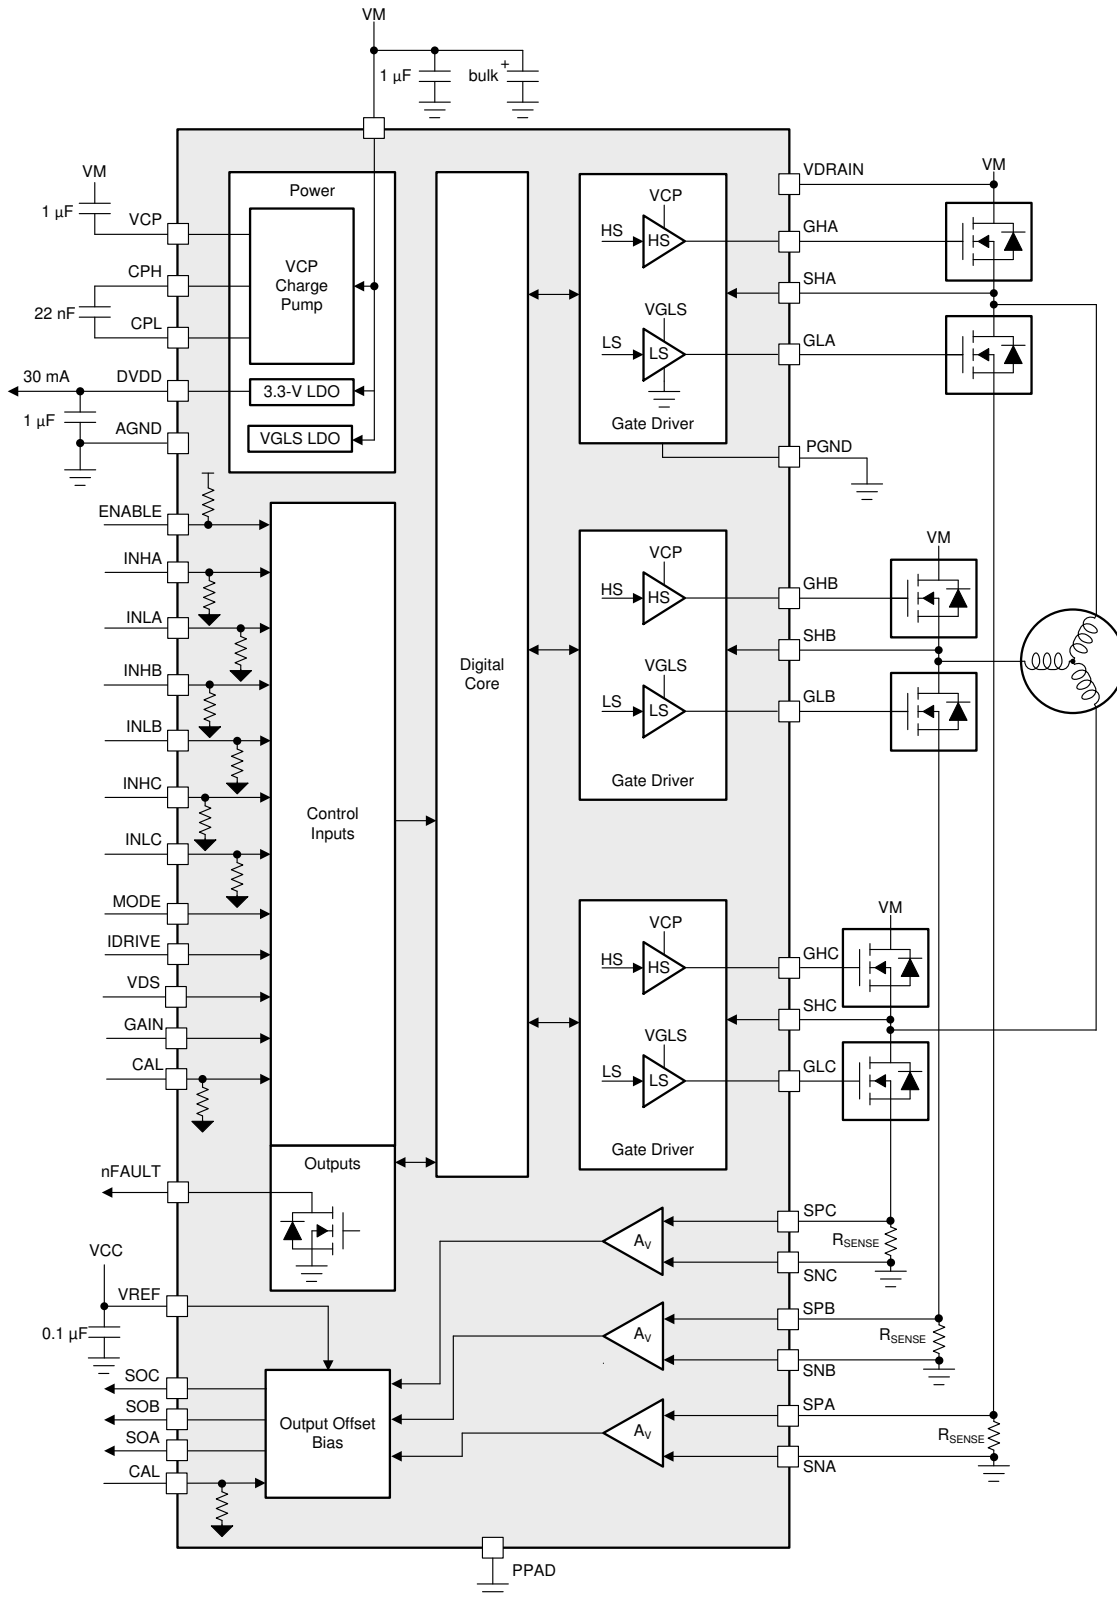 VM
1 µF
bulk
+
VM
1 µF
VCP
CPH
22 nF
CPL
30 mA
DVDD
1 µF
AGND
Power
VCP
Charge
Pump
3.3-V LDO
VGLS LDO
ENABLE
INHA
INLA
INHB
INLB
INHC
INLC
MODE
IDRIVE
VDS
GAIN
CAL
Control
Inputs
nFAULT
Outputs
VCC
VREF
0.1 µF
SOC
SOB
SOA
CAL
Output Offset
Bias
Digital
Core
VCP
HS
HS
VGLS
LS
LS
Gate Driver
VDRAIN
VM
GHA
SHA
GLA
PGND
VCP
HS
HS
VGLS
LS
LS
Gate Driver
VM
GHB
SHB
GLB
VCP
HS
HS
VGLS
LS
LS
Gate Driver
VM
GHC
SHC
GLC
AV
SPC
RSENSE
SNC
AV
SPB
RSENSE
SNB
AV
SPA
RSENSE
SNA
PPAD